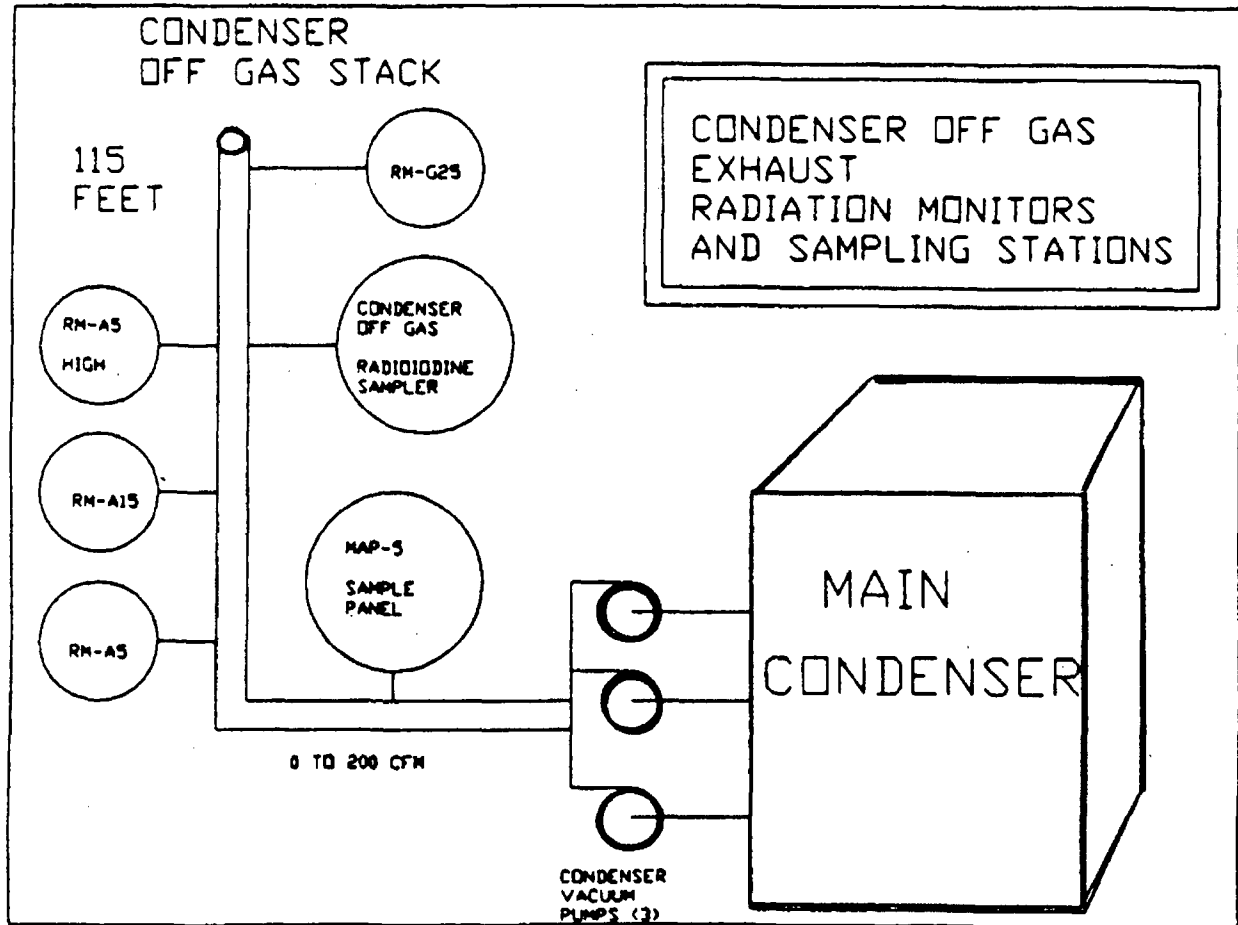 CONDENSER
OFF GAS STACK
115
FEET
RM-G25
CONDENSER OFF GAS
EXHAUST
RADIATION MONITORS
AND SAMPLING STATIONS
RM-A5
HIGH
CONDENSER
OFF GAS
RADIOIODINE
SAMPLER
RM-A15
MAP-5
SAMPLE
PANEL
RM-A5
MAIN
CONDENSER
0 TO 200 CFM
CONDENSER
VACUUM
PUMPS (3)